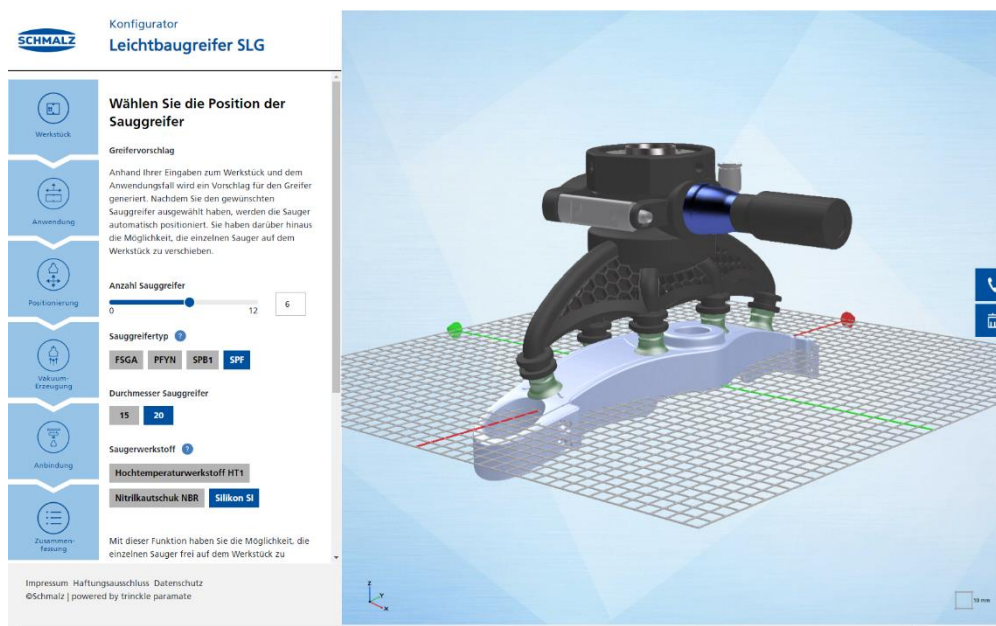 SCHMALZ
Konfigurator
Leichtbaugreifer SLG
Werkstück
Anwendung
Positionierung
Vakuum-
Erzeugung
Anbindung
Zusammen-
fassung
Wählen Sie die Position der
Sauggreifer
Greifervorschlag
Anhand Ihrer Eingaben zum Werkstück und dem
Anwendungsfall wird ein Vorschlag für den Greifer
generiert. Nachdem Sie den gewünschten
Sauggreifer ausgewählt haben, werden die Sauger
automatisch positioniert. Sie haben darüber hinaus
die Möglichkeit, die einzelnen Sauger auf dem
Werkstück zu verschieben.
Anzahl Sauggreifer
0 12 6
Sauggreifertyp ?
FSGA PFYN SPB1 SPF
Durchmesser Sauggreifer
15 20
Saugerwerkstoff ?
Hochtemperaturwerkstoff HT1
Nitrilkautschuk NBR Silikon SI
Mit dieser Funktion haben Sie die Möglichkeit, die
einzelnen Sauger frei auf dem Werkstück zu
Impressum Haftungsausschluss Datenschutz
©Schmalz | powered by trinckle paramate
Z
Y
X
10 mm